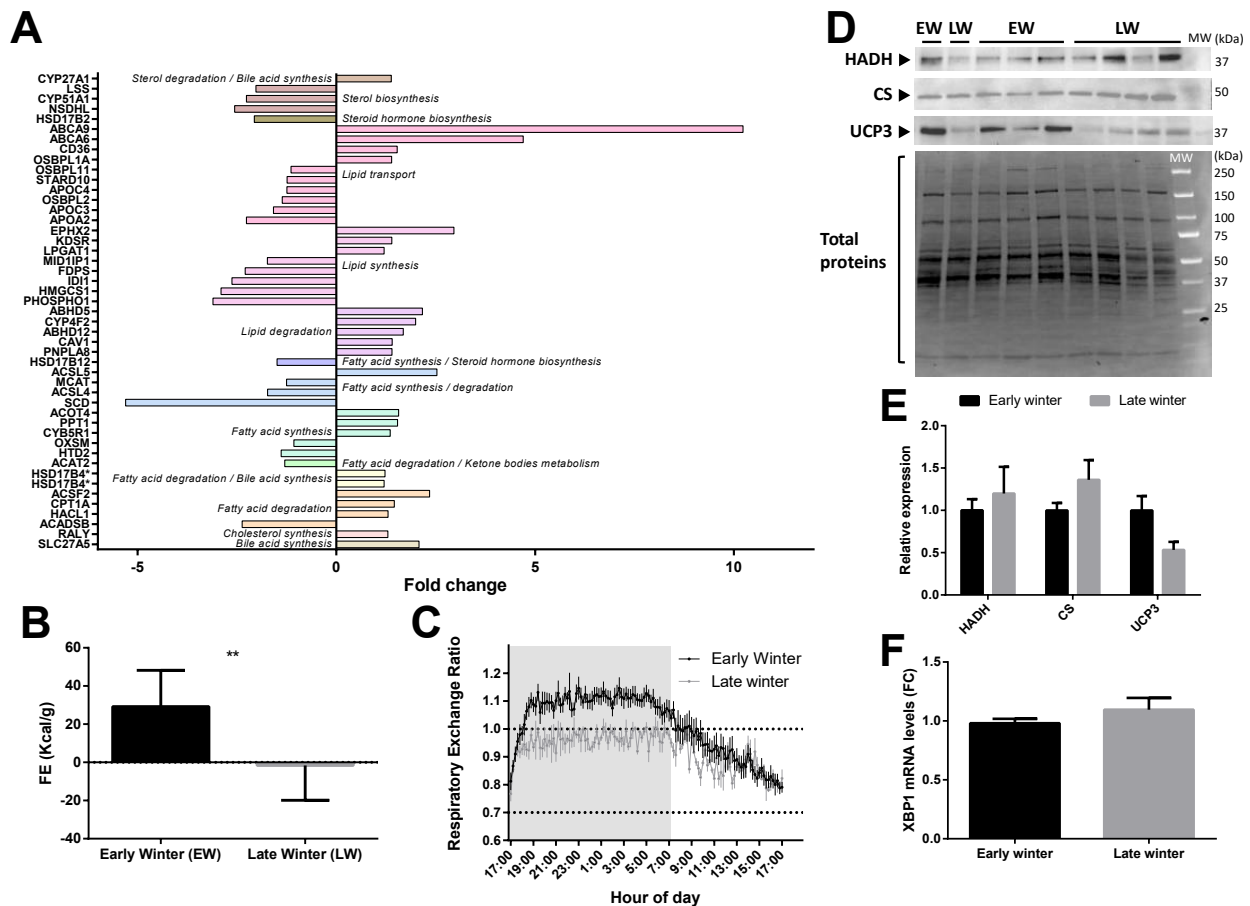 A
CYP27A1
LSS
CYP51A1
NSDHL
HSD17B2
ABCA9
ABCA6
CD36
OSBPL1A
OSBPL11
STARD10
APOC4
OSBPL2
APOC3
APOA2
EPHX2
KDSR
LPGAT1
MID1IP1
FDPS
IDI1
HMGCS1
PHOSPHO1
ABHD5
CYP4F2
ABHD12
CAV1
PNPLA8
HSD17B12
ACSL5
MCAT
ACSL4
SCD
ACOT4
PPT1
CYB5R1
OXSM
HTD2
ACAT2
HSD17B4*
HSD17B4*
ACSF2
CPT1A
HACL1
ACADSB
RALY
SLC27A5
Sterol degradation / Bile acid synthesis
Sterol biosynthesis
Steroid hormone biosynthesis
Lipid transport
Lipid synthesis
Lipid degradation
Fatty acid synthesis / Steroid hormone biosynthesis
Fatty acid synthesis / degradation
Fatty acid synthesis
Fatty acid degradation / Ketone bodies metabolism
Fatty acid degradation / Bile acid synthesis
Fatty acid degradation
Cholesterol synthesis
Bile acid synthesis
-5 0 5 10
Fold change
B
FE (Kcal/g)
60
40
20
0
-20
-40
**
Early Winter (EW) Late Winter (LW)
C
Respiratory Exchange Ratio
1.2
1.1
1.0
0.9
0.8
0.7
0.6
Early Winter
Late winter
17:00 19:00 21:00 23:00 1:00 3:00 5:00 7:00 9:00 11:00 13:00 15:00 17:00
Hour of day
D
EW LW EW LW MW (kDa)
HADH 37
CS 50
UCP3 37
MW (kDa)
250
150
100
75
50
37
25
Total
proteins
E
Early winter Late winter
Relative expression
2.0
1.5
1.0
0.5
0.0
HADH CS UCP3
F
XBP1 mRNA levels (FC)
1.5
1.0
0.5
0.0
Early winter Late winter